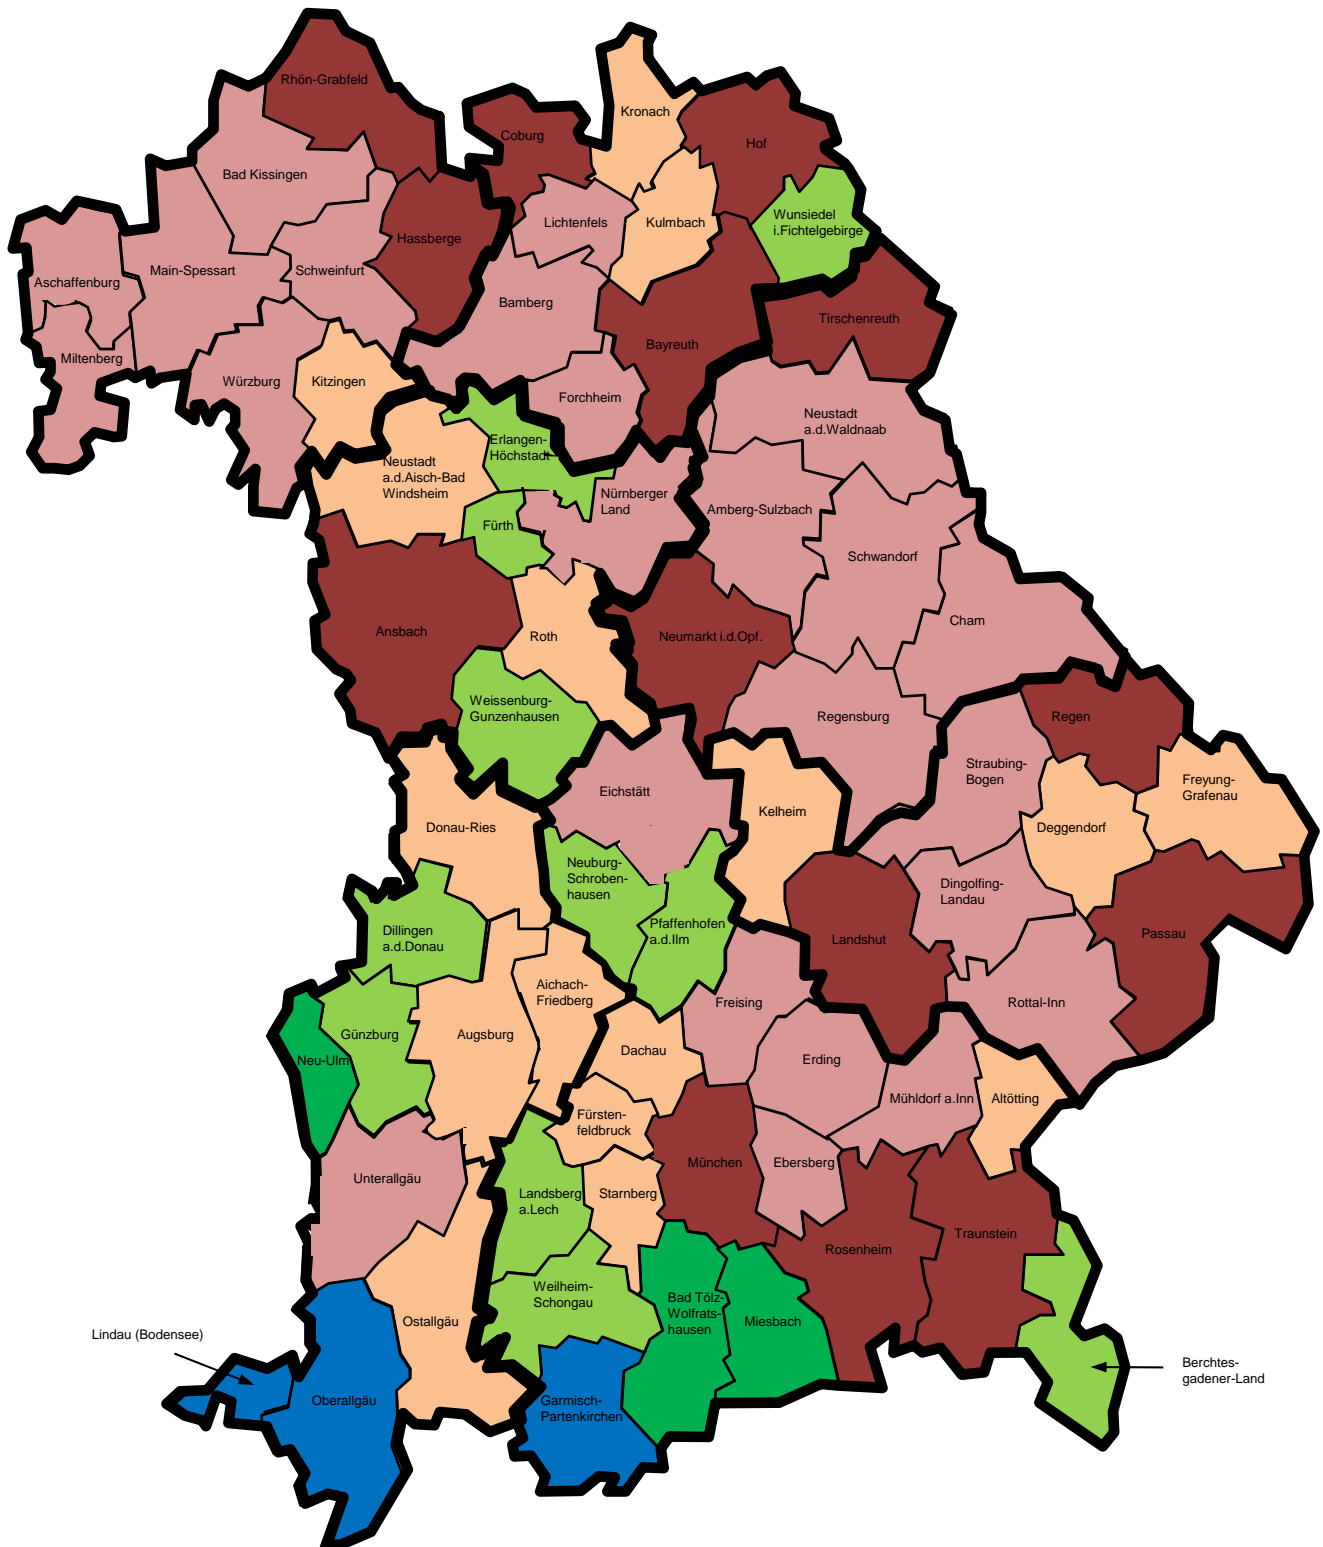 Rhön-Grabfeld
Kronach
Coburg
Hof
Bad Kissingen
Lichtenfels
Kulmbach
Wunsiedel
i.Fichtelgebirge
Hassberge
Aschaffenburg
Main-Spessart
Schweinfurt
Bamberg
Tirschenreuth
Bayreuth
Miltenberg
Würzburg
Kitzingen
Forchheim
Neustadt
a.d.Waldnaab
Erlangen-
Höchstadt
Neustadt
a.d.Aisch-Bad
Windsheim
Nürnberger
Land
Amberg-Sulzbach
Fürth
Schwandorf
Cham
Ansbach
Roth
Neumarkt i.d.Opf.
Weissenburg-
Gunzenhausen
Regensburg
Regen
Straubing-
Bogen
Freyung-
Grafenau
Eichstätt
Kelheim
Donau-Ries
Deggendorf
Neuburg-
Schroben-
hausen
Dingolfing-
Landau
Pfaffenhofen
a.d.Ilm
Dillingen
a.d.Donau
Landshut
Passau
Aichach-
Friedberg
Freising
Rottal-Inn
Günzburg
Augsburg
Dachau
Erding
Neu-Ulm
Mühldorf a.Inn
Altötting
Fürsten-
feldbruck
München
Ebersberg
Unterallgäu
Landsberg
a.Lech
Starnberg
Traunstein
Rosenheim
Weilheim-
Schongau
Bad Tölz-
Wolfrats-
hausen
Miesbach
Ostallgäu
Lindau (Bodensee)
Berchtes-
gadener-Land
Oberallgäu
Garmisch-
Partenkirchen